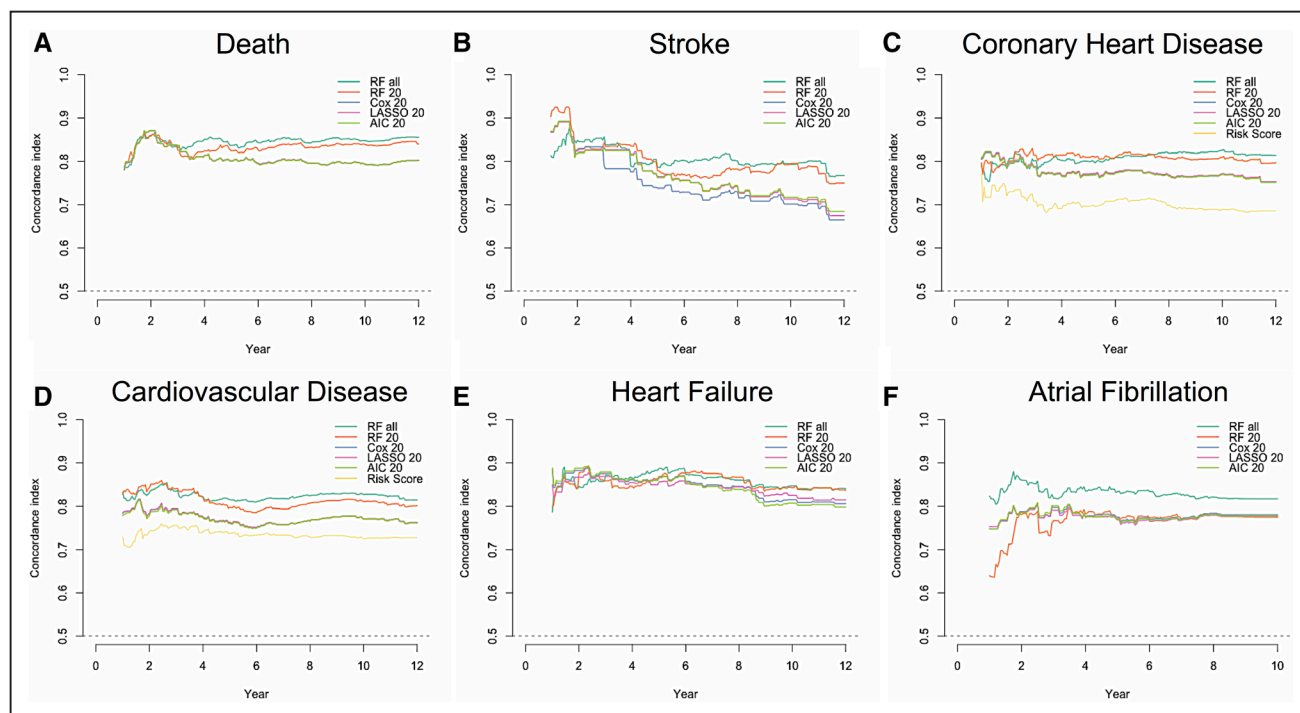 A Death
RF all
RF 20
Cox 20
LASSO 20
AIC 20
Concordance index
1.0
0.9
0.8
0.7
0.6
0.5
0 2 4 6 8 10 12
Year
B Stroke
RF all
RF 20
Cox 20
LASSO 20
AIC 20
Concordance index
1.0
0.9
0.8
0.7
0.6
0.5
0 2 4 6 8 10 12
Year
C Coronary Heart Disease
RF all
RF 20
Cox 20
LASSO 20
AIC 20
Risk Score
Concordance index
1.0
0.9
0.8
0.7
0.6
0.5
0 2 4 6 8 10 12
Year
D Cardiovascular Disease
RF all
RF 20
Cox 20
LASSO 20
AIC 20
Risk Score
Concordance index
1.0
0.9
0.8
0.7
0.6
0.5
0 2 4 6 8 10 12
Year
E Heart Failure
RF all
RF 20
Cox 20
LASSO 20
AIC 20
Concordance index
1.0
0.9
0.8
0.7
0.6
0.5
0 2 4 6 8 10 12
Year
F Atrial Fibrillation
RF all
RF 20
Cox 20
LASSO 20
AIC 20
Concordance index
1.0
0.9
0.8
0.7
0.6
0.5
0 2 4 6 8 10
Year